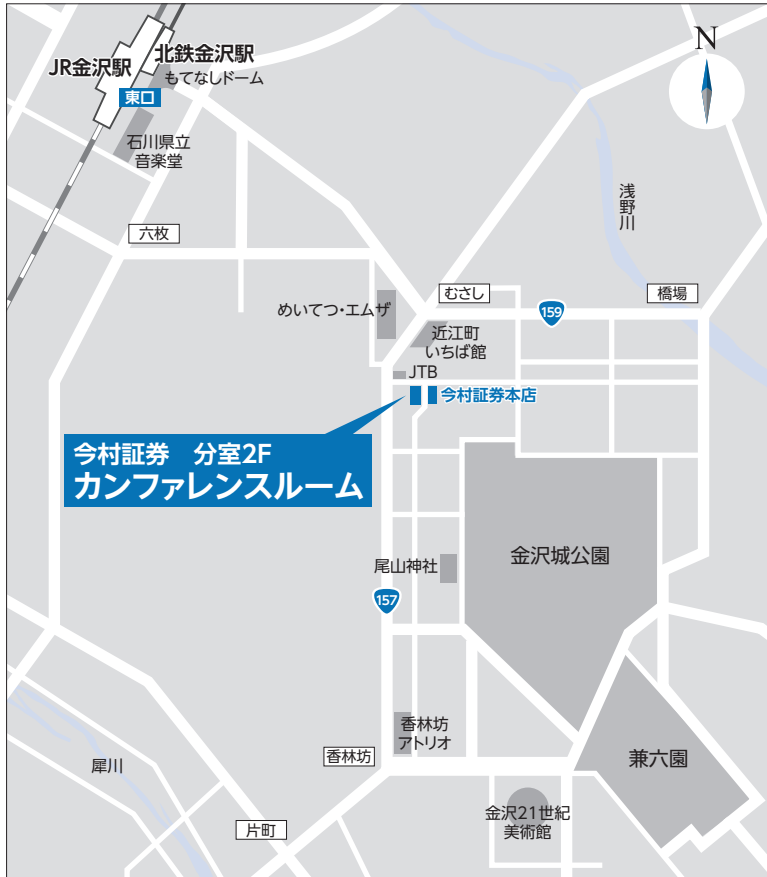 N
北鉄金沢駅
JR金沢駅
もてなしドーム
東口
石川県立
音楽堂
浅野川
六枚
むさし
橋場
めいてつ・エムザ
159
近江町
いちば館
JTB
今村証券本店
今村証券 分室2F
カンファレンスルーム
金沢城公園
尾山神社
157
香林坊
アトリオ
香林坊
兼六園
犀川
金沢21世紀
美術館
片町